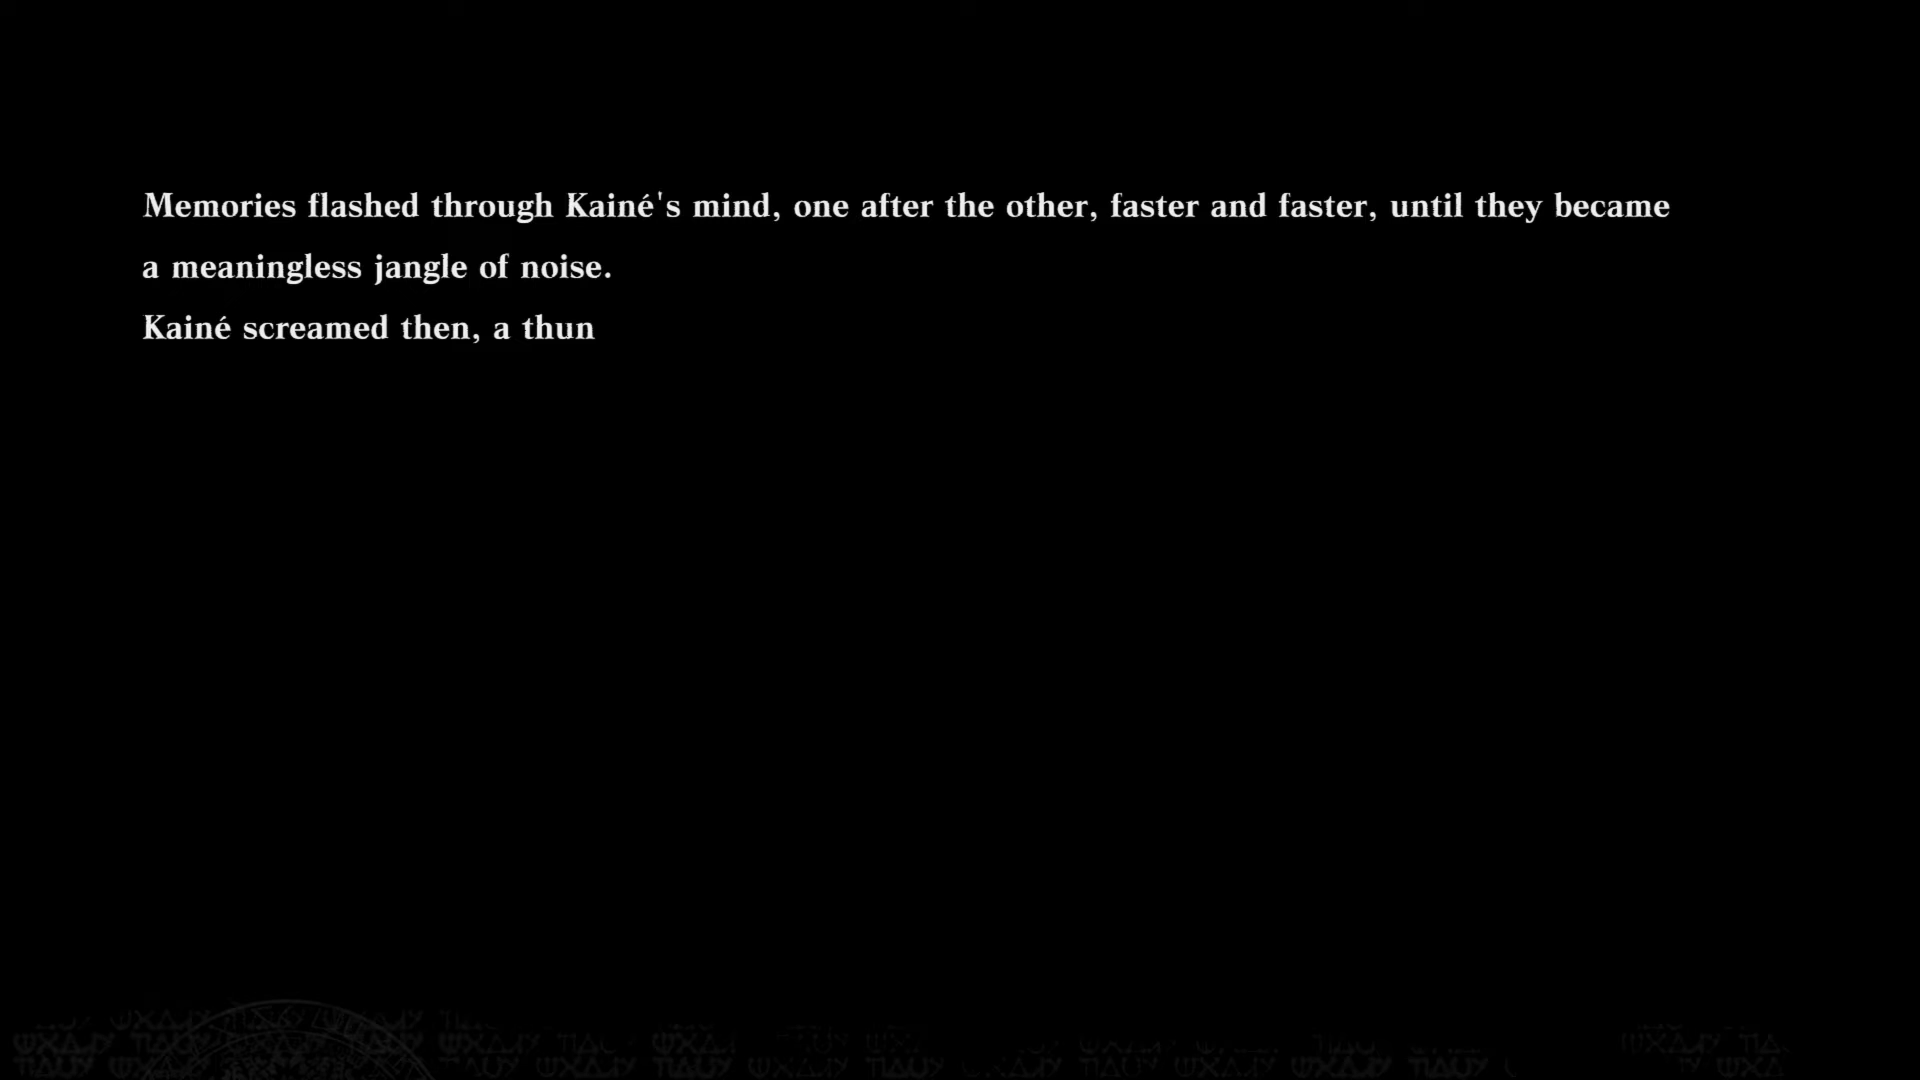 Memories flashed through Kainé's mind, one after the other, faster and faster, until they became
a meaningless jangle of noise.
Kainé screamed then, a thun